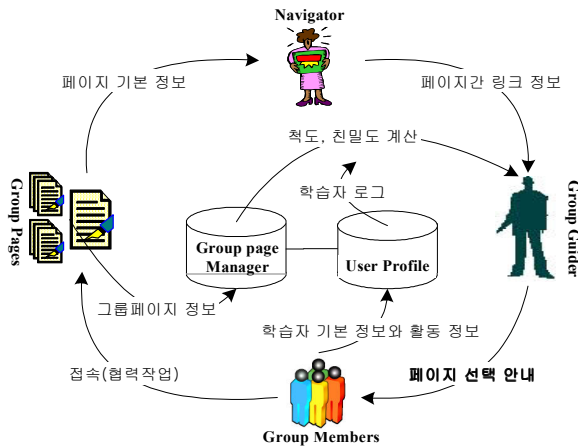 Navigator
페이지 기본 정보
페이지간 링크 정보
척도, 친밀도 계산
학습자 로그
Group Pages
Group Guider
Group page
Manager
User Profile
그룹페이지 정보
학습자 기본 정보와 활동 정보
접속(협력작업)
페이지 선택 안내
Group Members